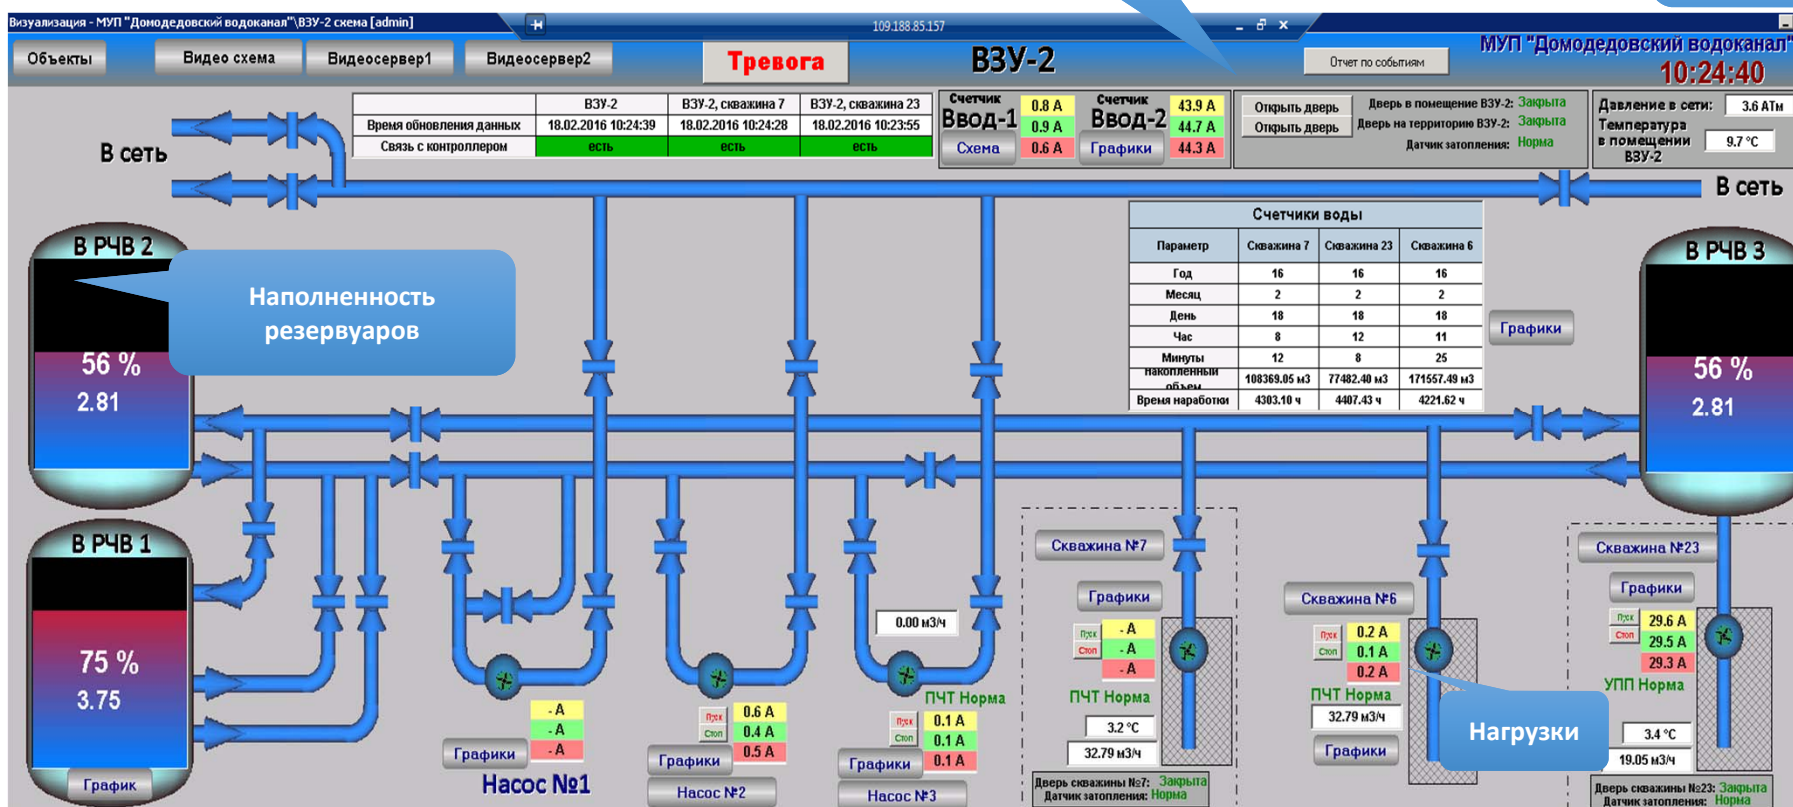 Визуализация - МУП "Домодедовский водоканал"\ВЗУ-2 схема [admin]
109.188.85.157
Объекты
Видео схема
Видеосервер1
Видеосервер2
Тревога
ВЗУ-2
Отчет по событиям
МУП "Домодедовский водоканал"
10:24:40
ВЗУ-2 ВЗУ-2, скважина 7 ВЗУ-2, скважина 23
Время обновления данных 18.02.2016 10:24:39 18.02.2016 10:24:28 18.02.2016 10:23:55
Связь с контроллером есть есть есть
Счетчик
Ввод-1
Схема
0.8 А
0.9 А
0.6 А
Счетчик
Ввод-2
Графики
43.9 А
44.7 А
44.3 А
Открыть дверь Дверь в помещение ВЗУ-2: Закрыта
Открыть дверь Дверь на территорию ВЗУ-2: Закрыта
Датчик затопления: Норма
Давление в сети: 3.6 АТм
Температура
в помещении 9.7 °C
ВЗУ-2
В сеть
В сеть
Счетчики воды
Параметр Скважина 7 Скважина 23 Скважина 6
Год 16 16 16
Месяц 2 2 2
День 18 18 18
Час 8 12 11
Минуты 12 8 25
накопленный
объем 108369.05 м3 77482.40 м3 171557.49 м3
Время наработки 4303.10 ч 4407.43 ч 4221.62 ч
Графики
В РЧВ 2
56 %
2.81
Наполненность
резервуаров
В РЧВ 3
56 %
2.81
В РЧВ 1
75 %
3.75
График
- А
- А
- А
Графики
Насос №1
Пуск
Стоп
0.6 А
0.4 А
0.5 А
Графики
Насос №2
0.00 м3/ч
ПЧТ Норма
Пуск
Стоп
0.1 А
0.1 А
0.1 А
Графики
Насос №3
Скважина №7
Графики
Пуск
Стоп
- А
- А
- А
ПЧТ Норма
3.2 °C
32.79 м3/ч
Дверь скважины №7: Закрыта
Датчик затопления: Норма
Скважина №6
Пуск
Стоп
0.2 А
0.1 А
0.2 А
ПЧТ Норма
32.79 м3/ч
Графики
Нагрузки
Скважина №23
Графики
Пуск
Стоп
29.6 А
29.5 А
29.3 А
УПП Норма
3.4 °C
19.05 м3/ч
Дверь скважины №23: Закрыта
Датчик затопления: Норма